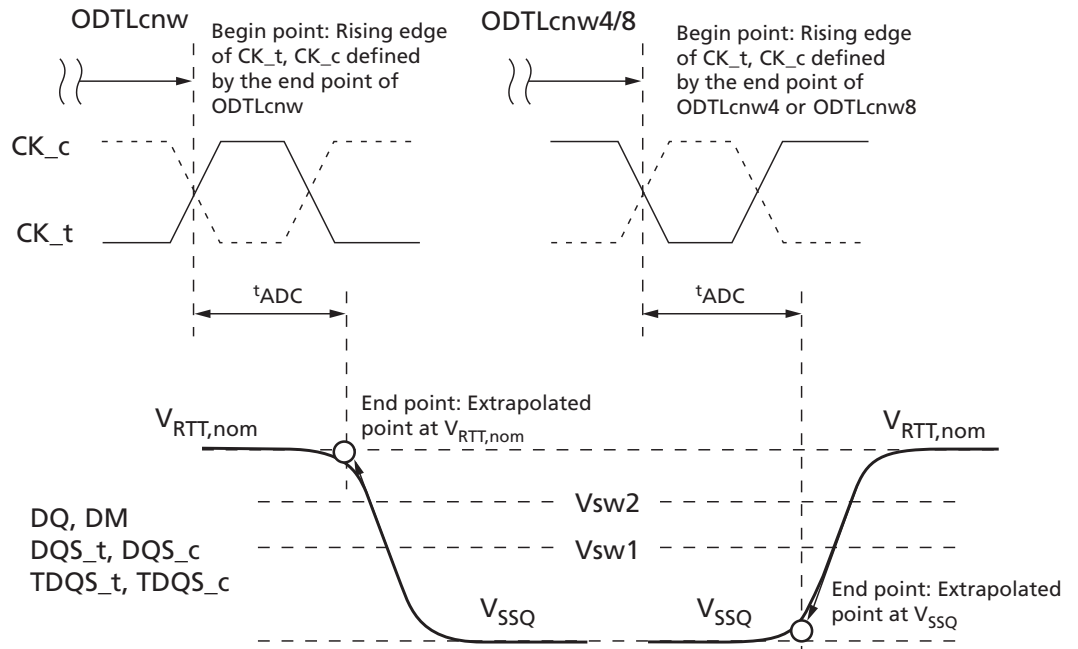 ODTLcnw
Begin point: Rising edge
of CK_t, CK_c defined
by the end point of
ODTLcnw
ODTLcnw4/8
Begin point: Rising edge
of CK_t, CK_c defined
by the end point of
ODTLcnw4 or ODTLcnw8
CK_c
CK_t
tADC
tADC
VRTT,nom
End point: Extrapolated
point at VRTT,nom
VRTT,nom
Vsw2
Vsw1
DQ, DM
DQS_t, DQS_c
TDQS_t, TDQS_c
VSSQ
VSSQ
End point: Extrapolated
point at VSSQ